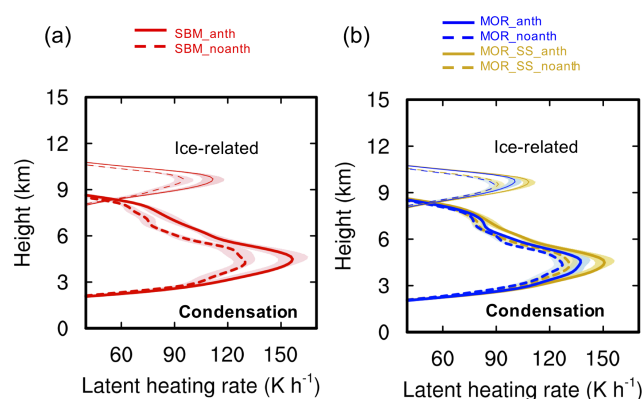 (a)
SBM_anth
SBM_noanth
15
12
9
6
3
0
Height (km)
Ice-related
Condensation
60 90 120 150
Latent heating rate (K h⁻¹)
(b)
MOR_anth
MOR_noanth
MOR_SS_anth
MOR_SS_noanth
15
12
9
6
3
0
Height (km)
Ice-related
Condensation
60 90 120 150
Latent heating rate (K h⁻¹)